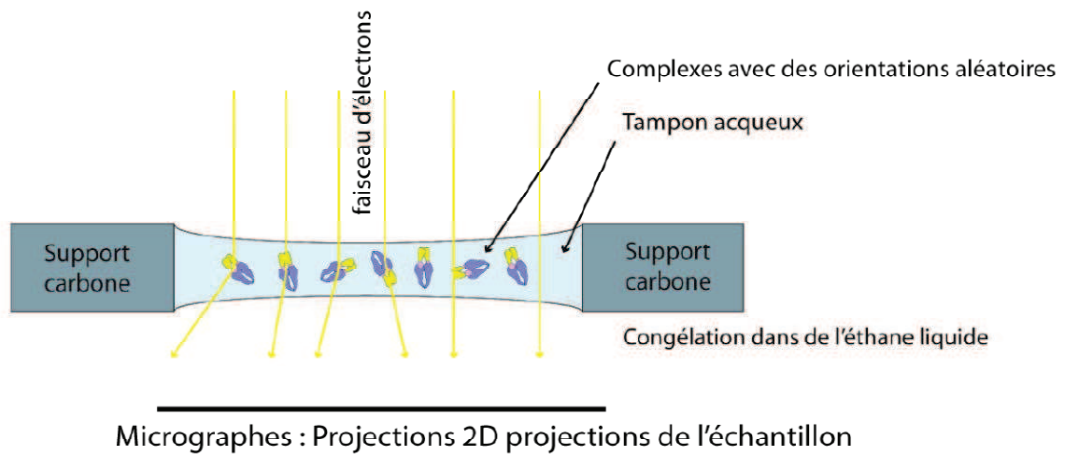 faisceau d'électrons
Complexes avec des orientations aléatoires
Tampon acqueux
Support
carbone
Support
carbone
Congélation dans de l'éthane liquide
Micrographes : Projections 2D projections de l'échantillon